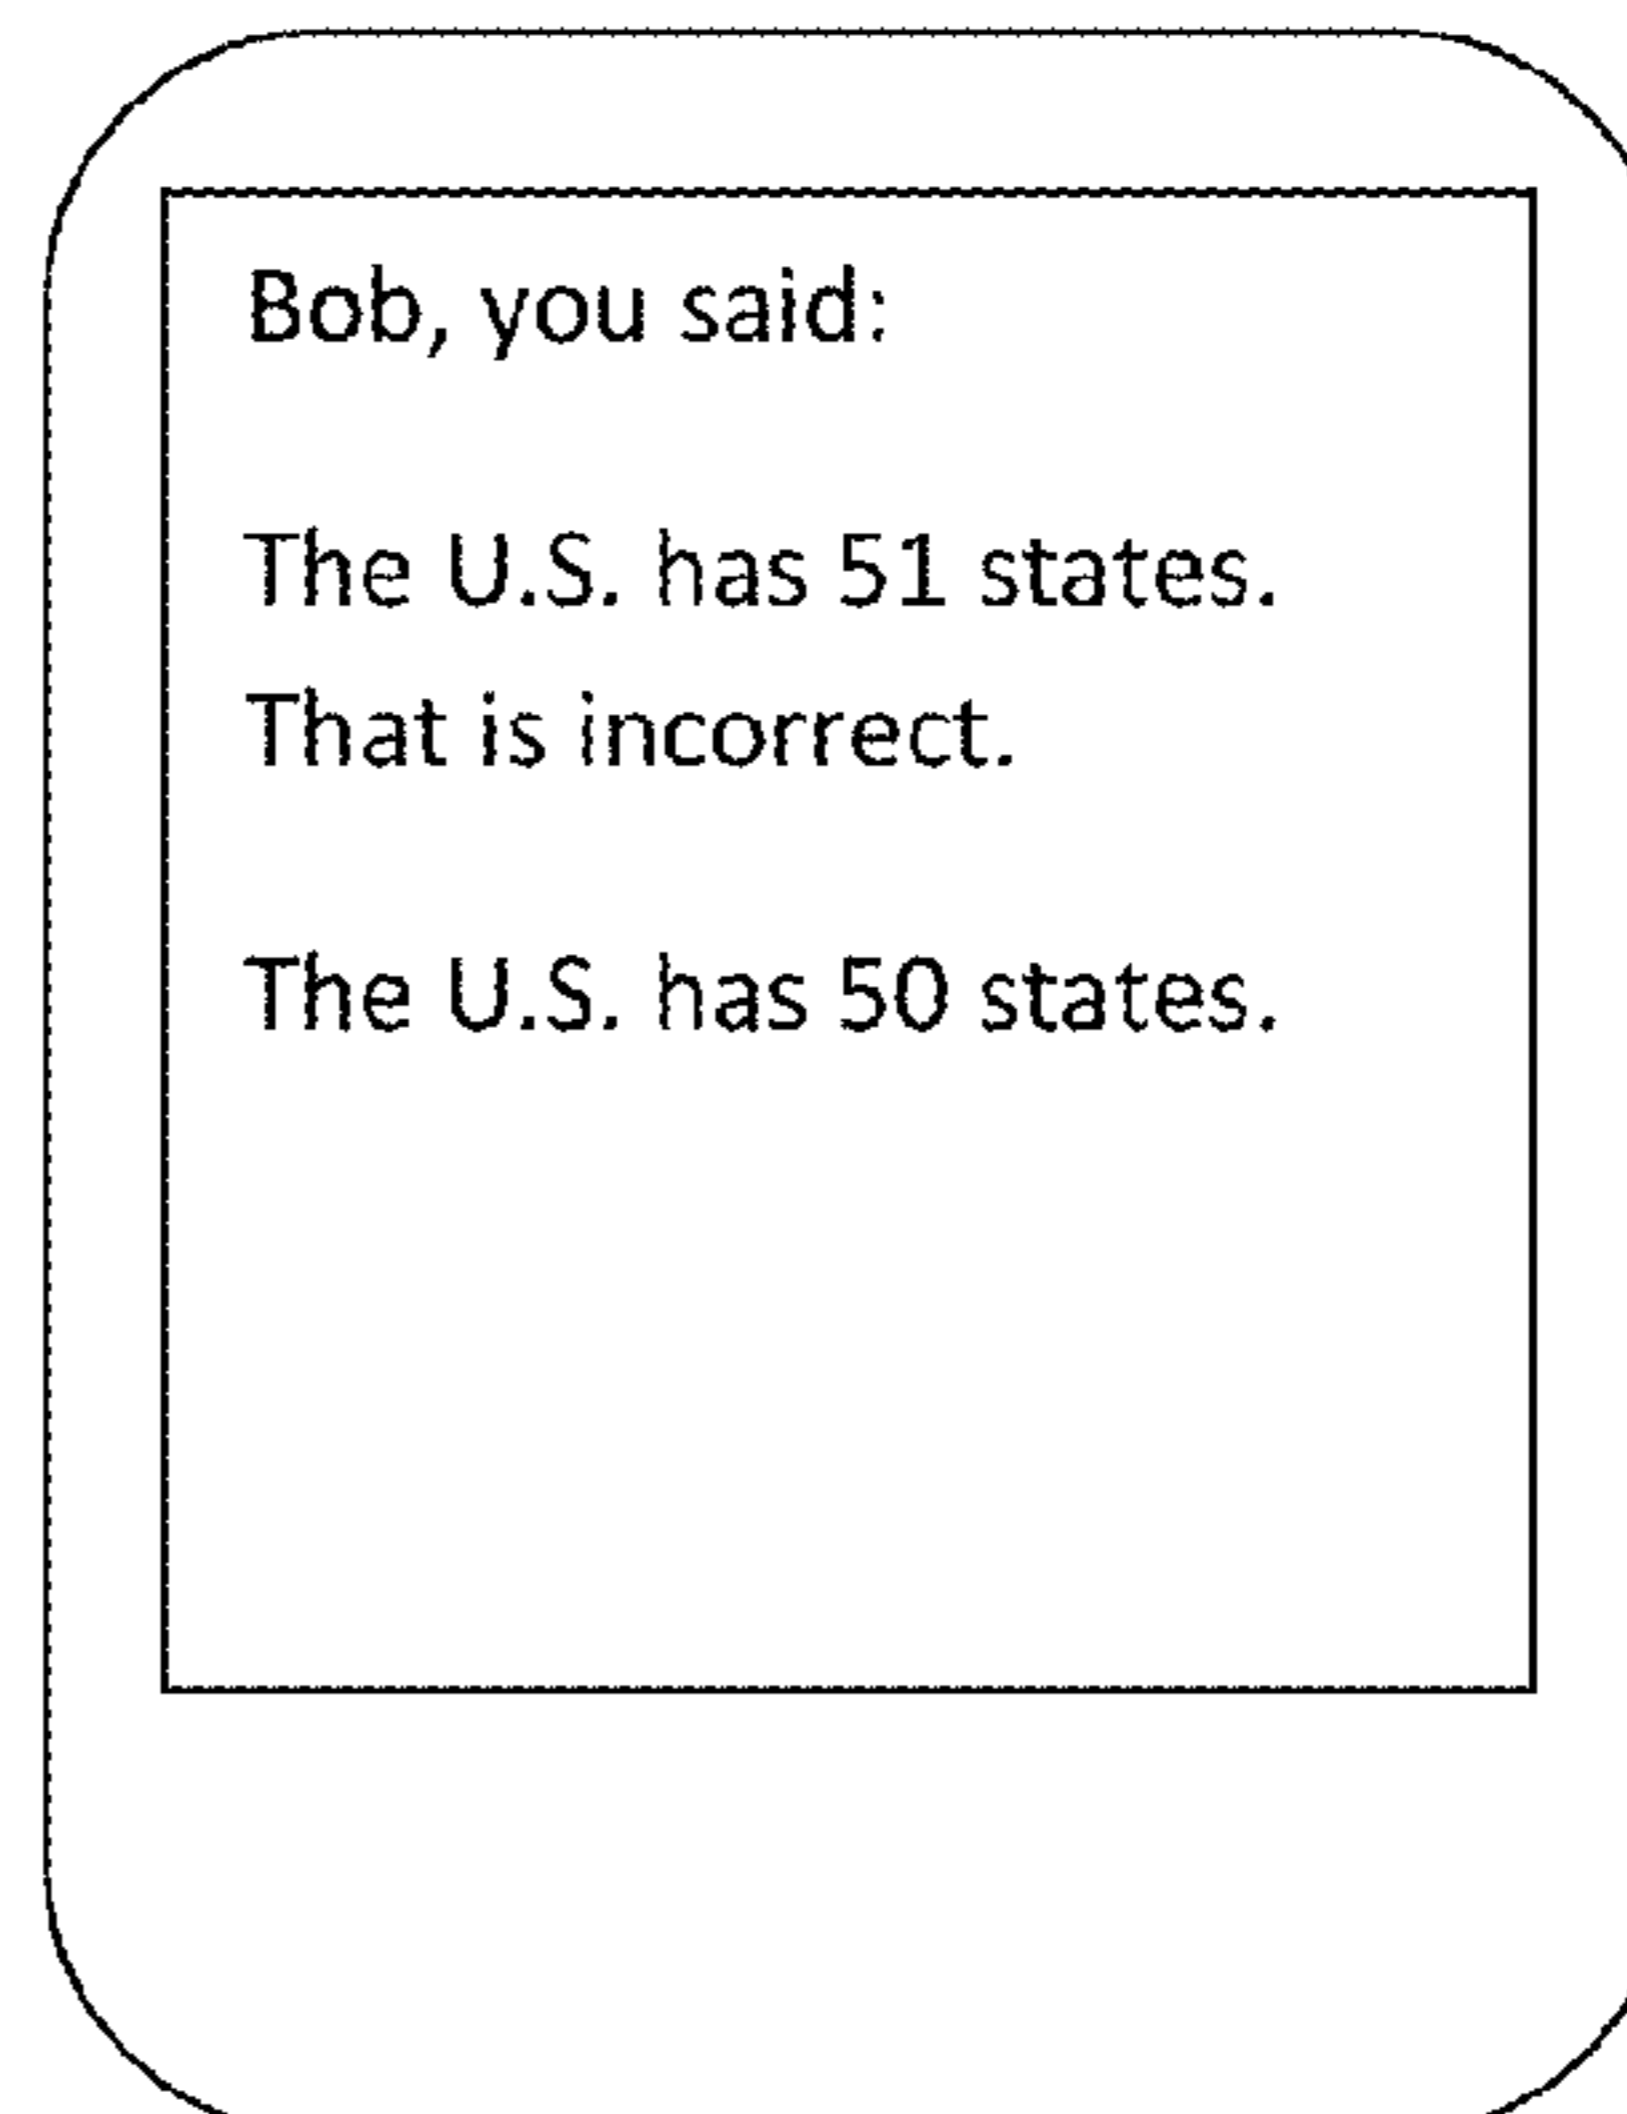 Bob, you said:
The U.S. has 51 states.
That is incorrect.
The U.S. has 50 states.